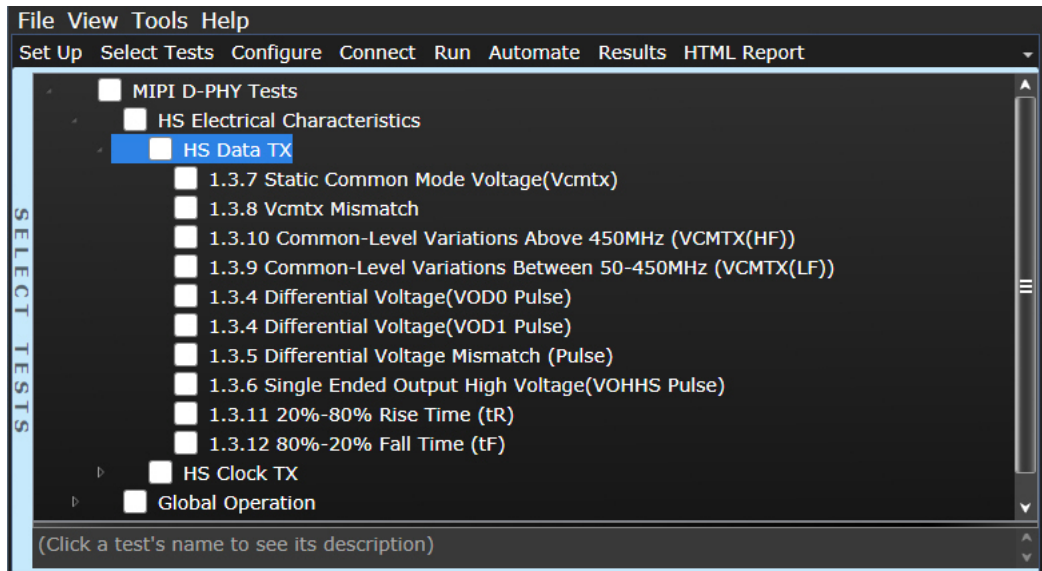 File View Tools Help
Set Up Select Tests Configure Connect Run Automate Results HTML Report
SELECT TESTS
MIPI D-PHY Tests
HS Electrical Characteristics
HS Data TX
1.3.7 Static Common Mode Voltage(Vcmtx)
1.3.8 Vcmtx Mismatch
1.3.10 Common-Level Variations Above 450MHz (VCMTX(HF))
1.3.9 Common-Level Variations Between 50-450MHz (VCMTX(LF))
1.3.4 Differential Voltage(VOD0 Pulse)
1.3.4 Differential Voltage(VOD1 Pulse)
1.3.5 Differential Voltage Mismatch (Pulse)
1.3.6 Single Ended Output High Voltage(VOHHS Pulse)
1.3.11 20%-80% Rise Time (tR)
1.3.12 80%-20% Fall Time (tF)
HS Clock TX
Global Operation
(Click a test's name to see its description)